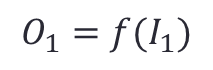 O₁ = f(I₁)